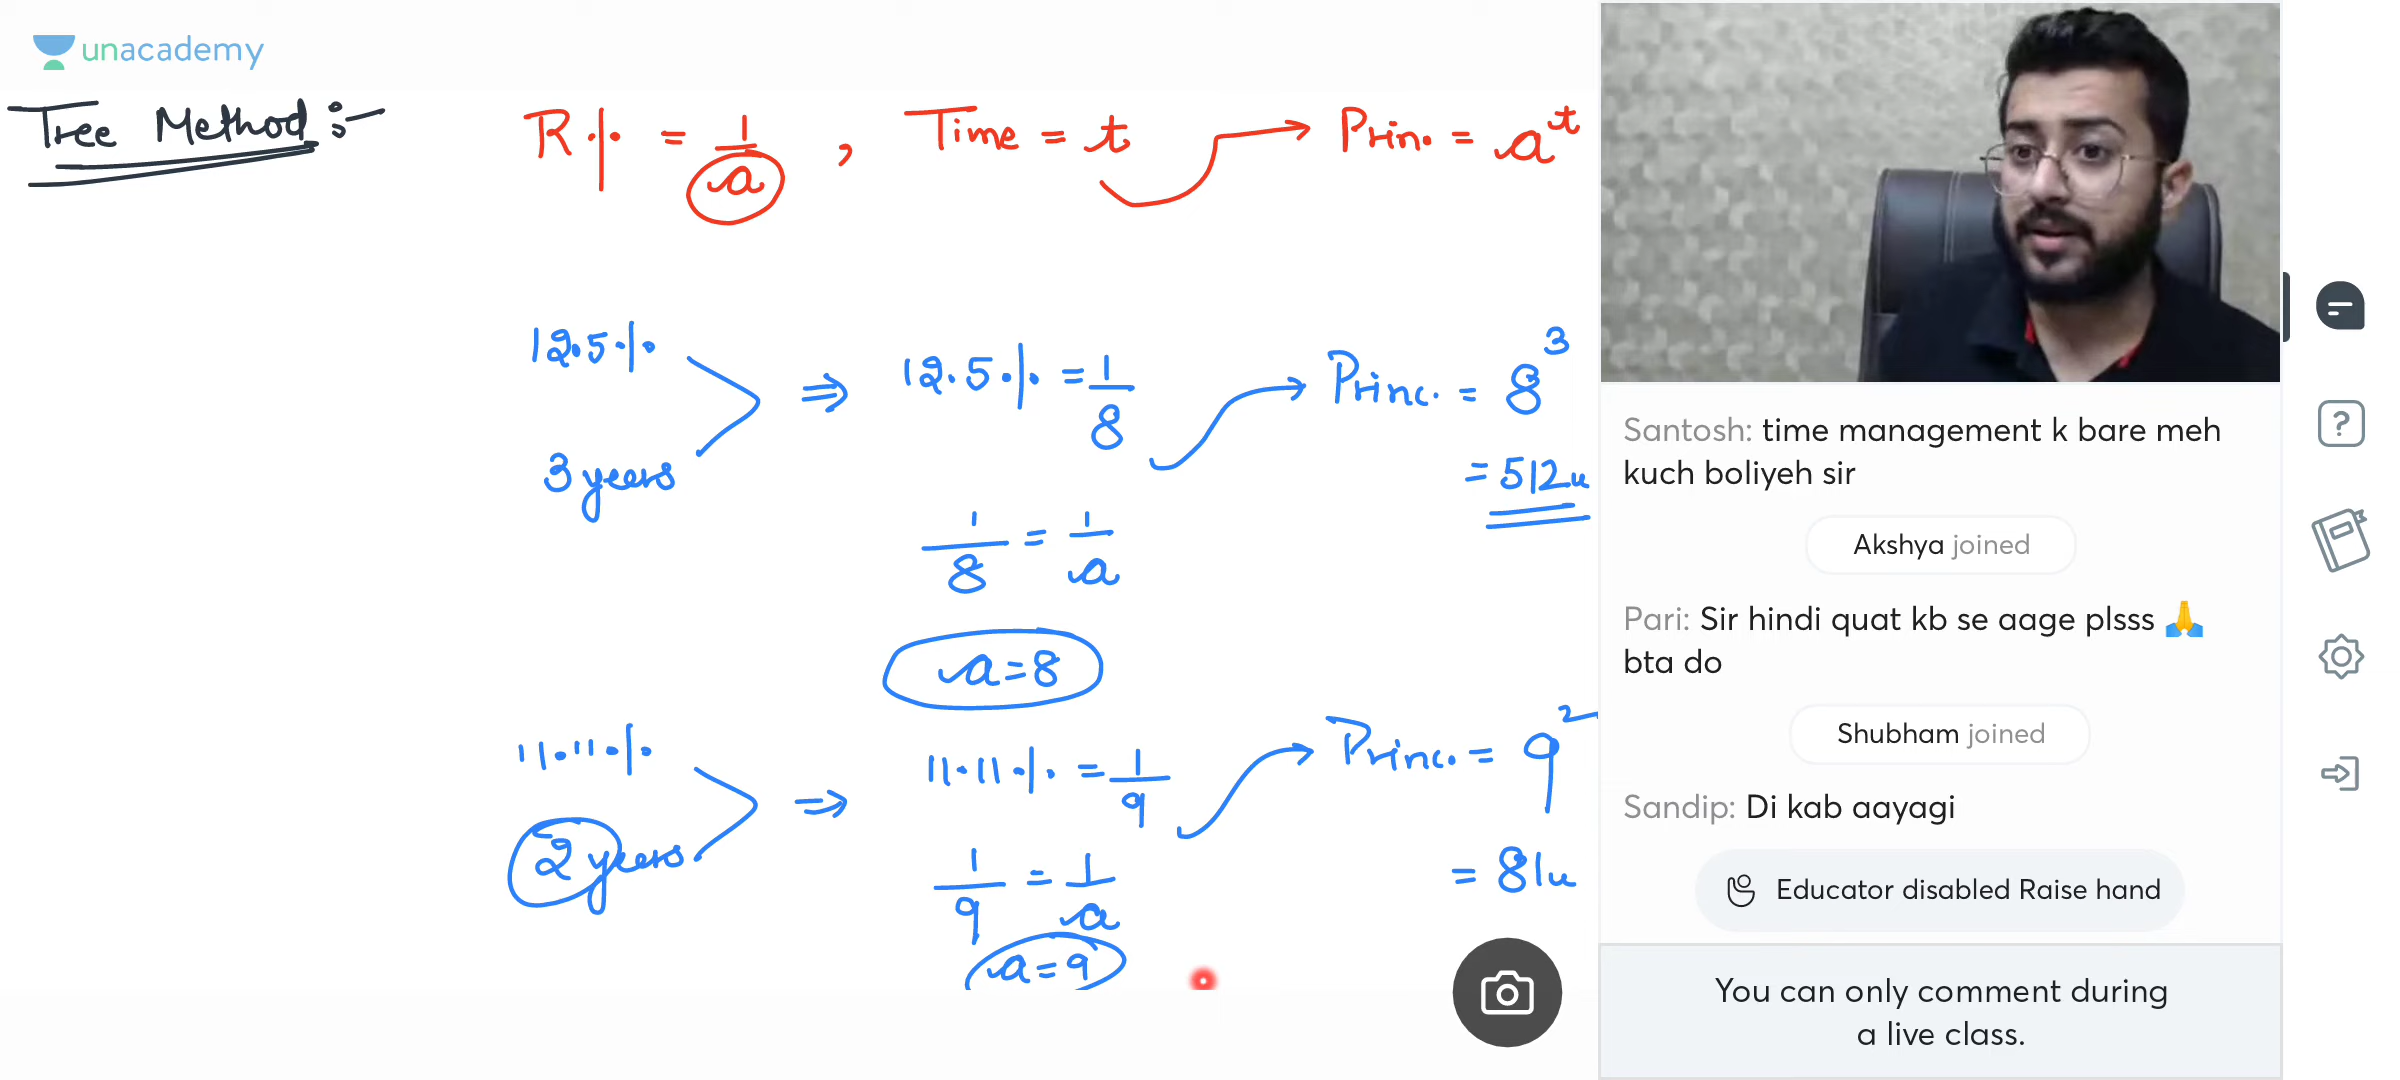 unacademy
Tree Method :-
R% = 1/a , Time = t → Prin. = a^t
12.5%
3 years
⇒ 12.5% = 1/8 → Princ. = 8^3
= 512u
1/8 = 1/a
a=8
11.11%
2 years
⇒ 11.11% = 1/9 → Princ. = 9^2
= 81u
1/9 = 1/a
a=9
Santosh: time management k bare meh
kuch boliyeh sir
Akshya joined
Pari: Sir hindi quat kb se aage plsss 🙏
bta do
Shubham joined
Sandip: Di kab aayagi
Educator disabled Raise hand
You can only comment during
a live class.
?